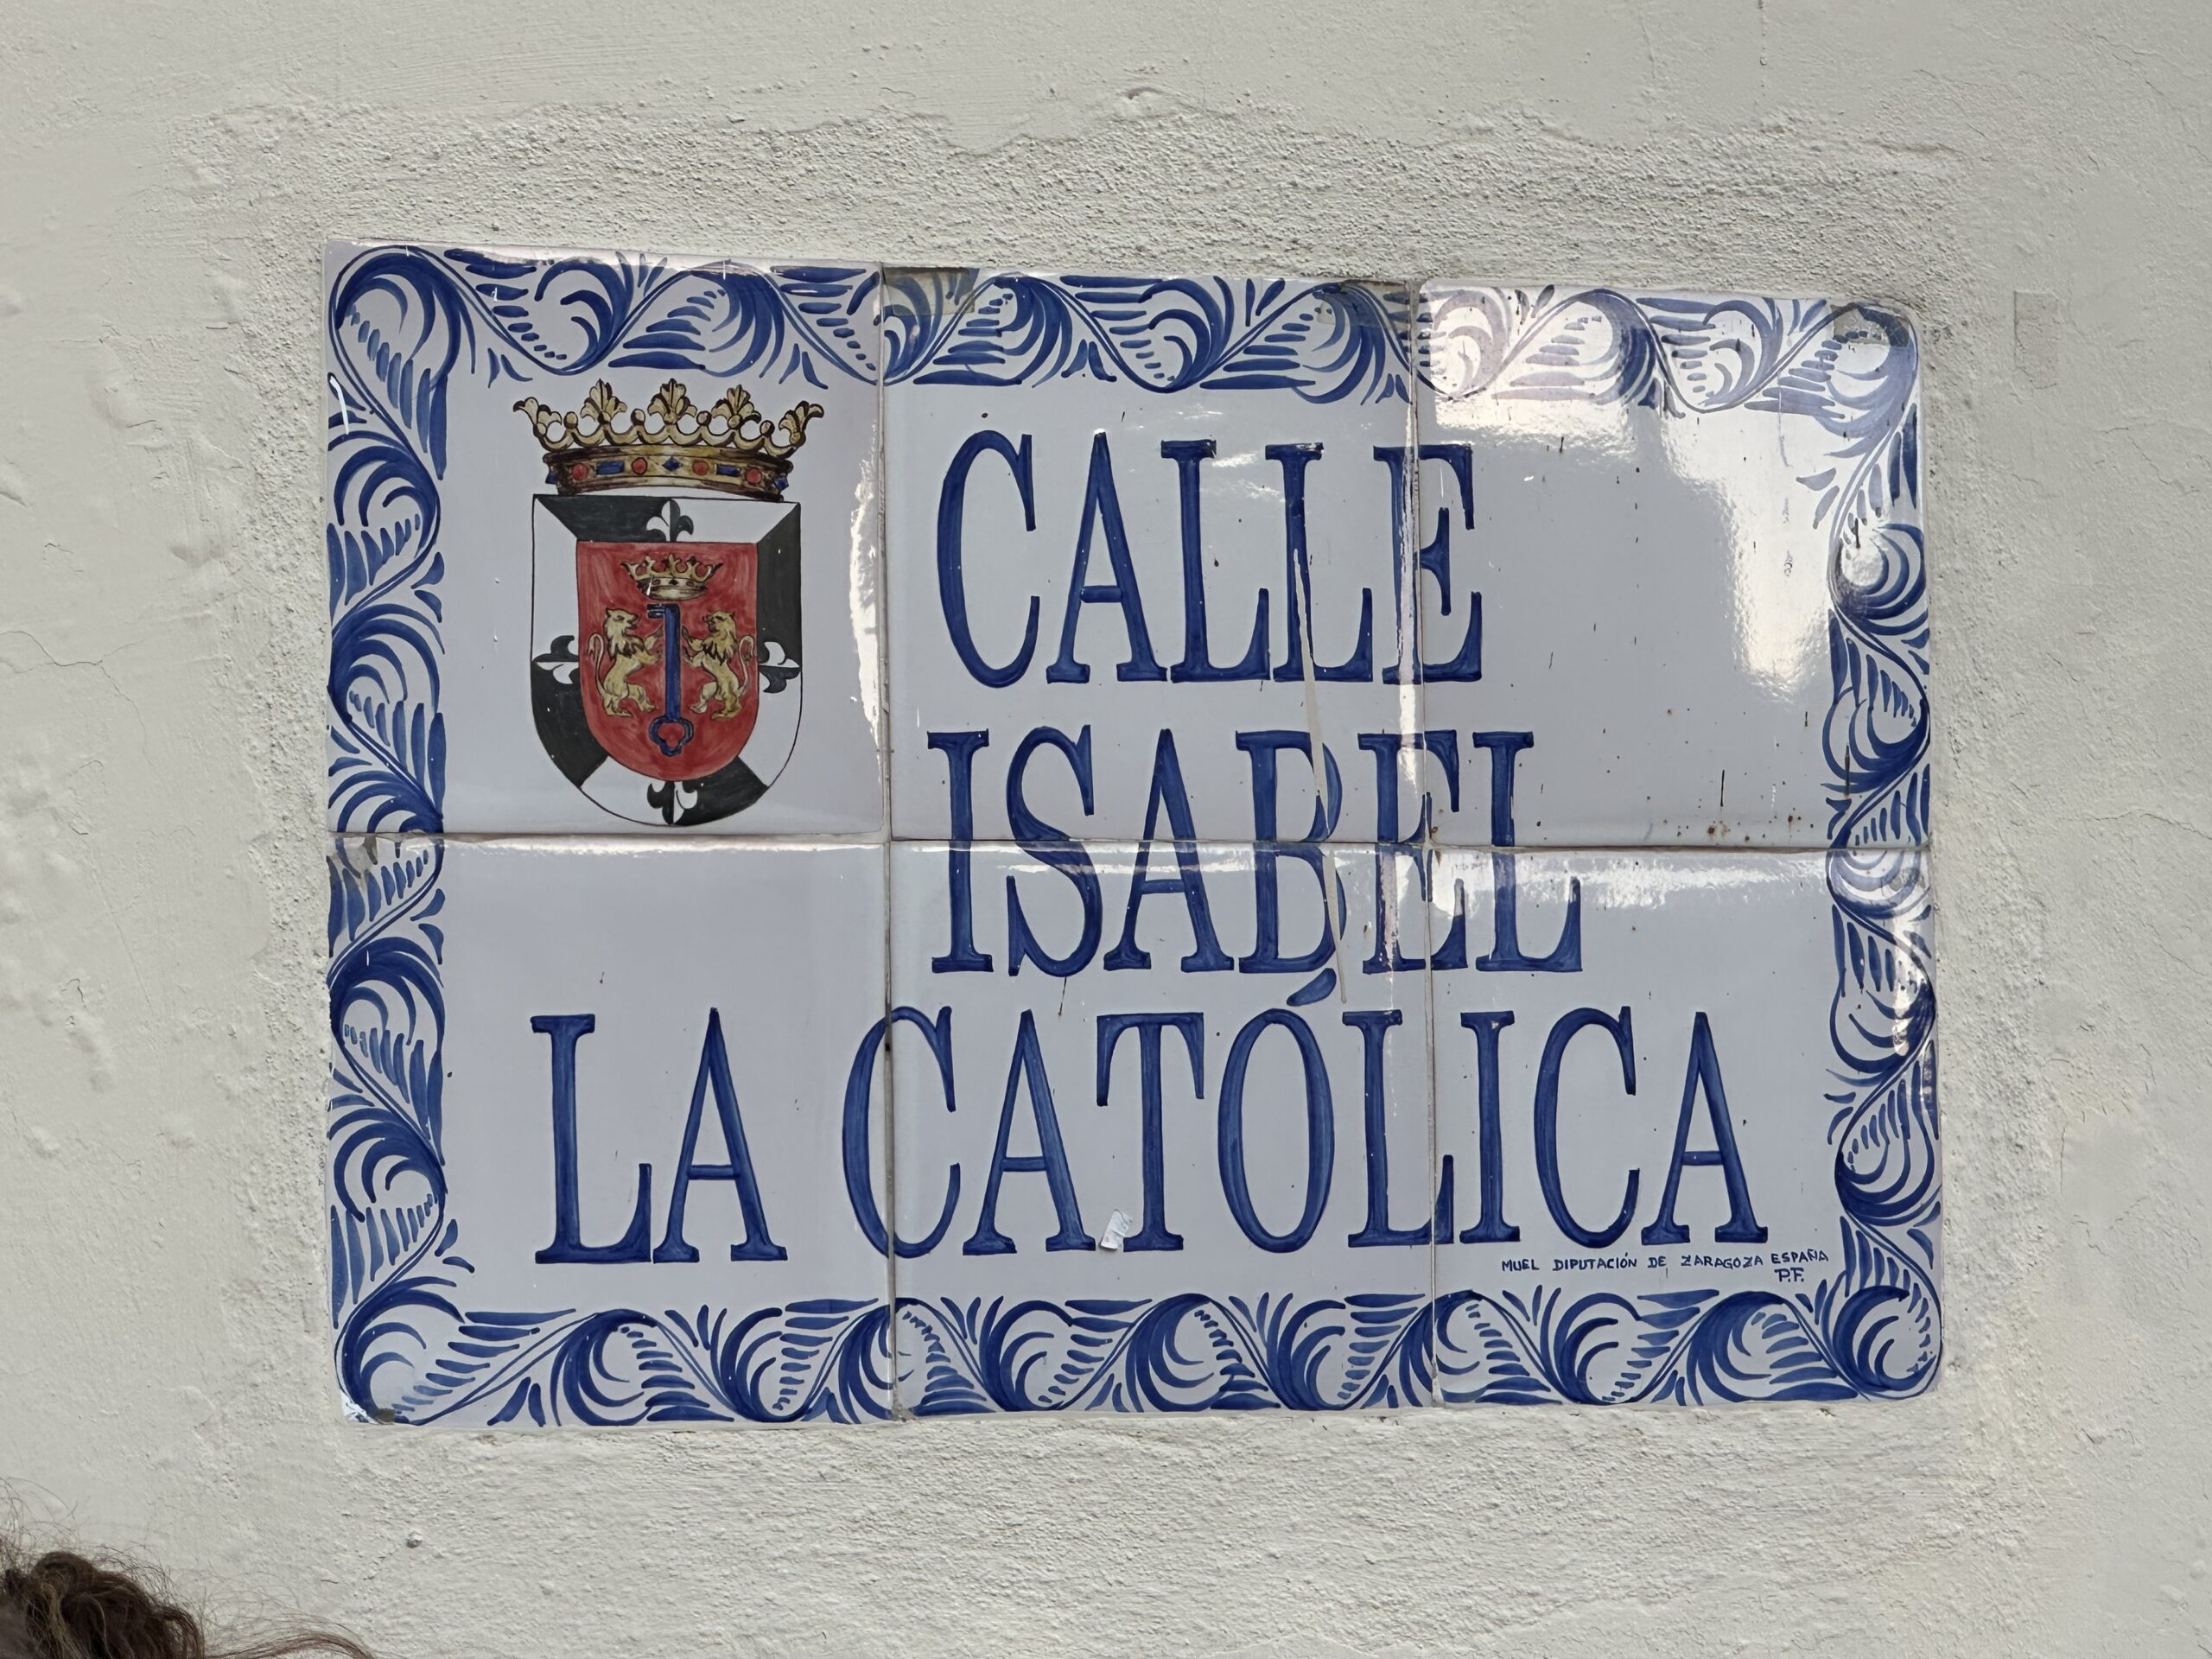 CALLE
ISABEL
LA CATÓLICA
MUEL DIPUTACIÓN DE ZARAGOZA ESPAÑA
P.F.